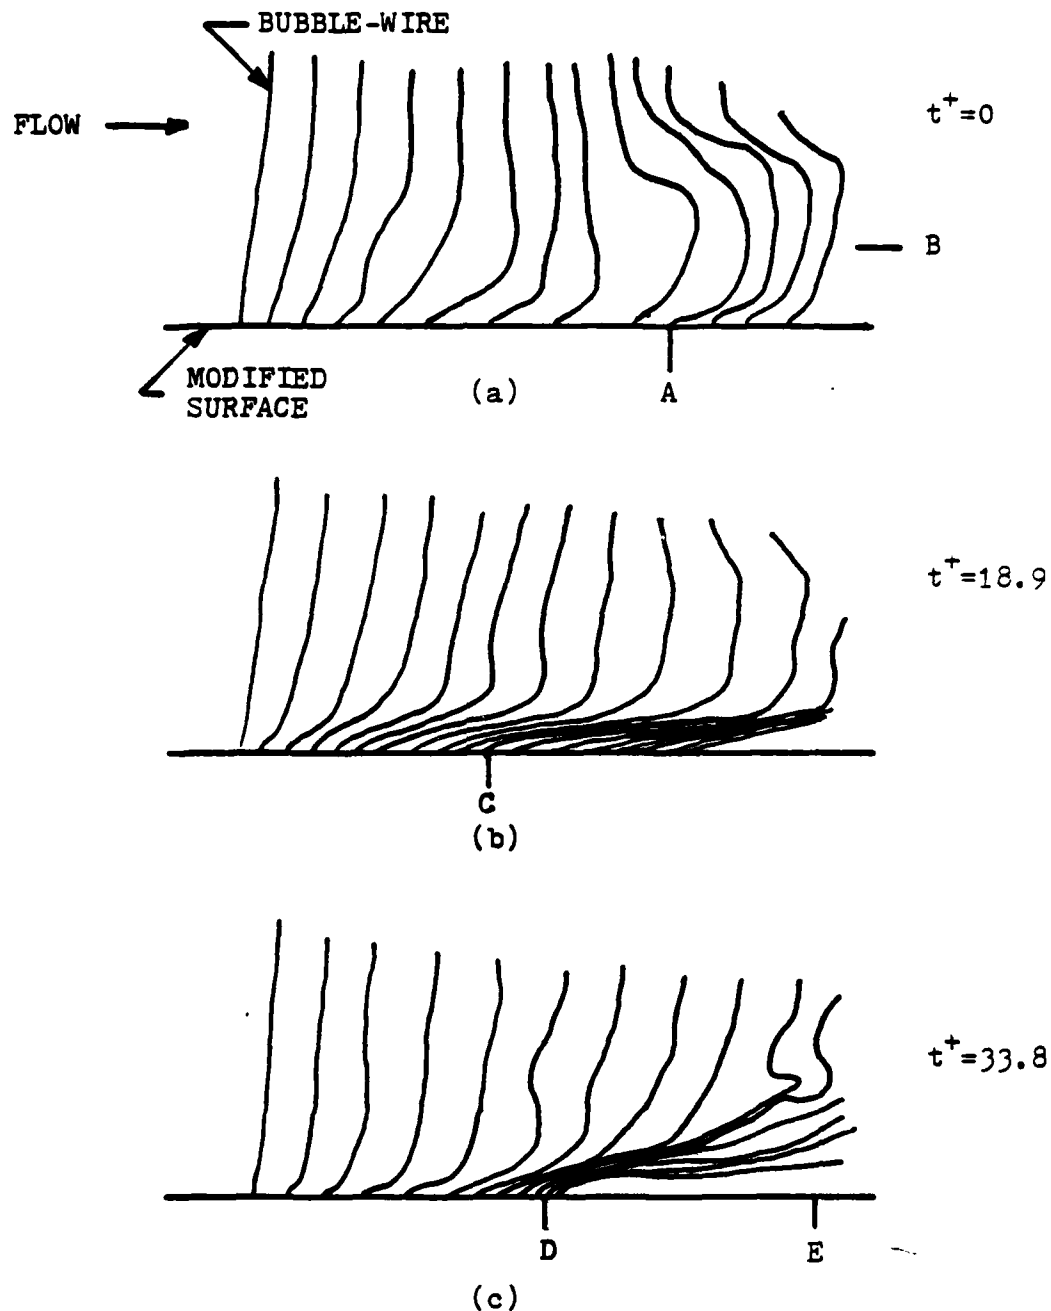 BUBBLE-WIRE
FLOW
t+=0
B
MODIFIED
SURFACE
(a)
A
t+=18.9
C
(b)
t+=33.8
D
E
(c)